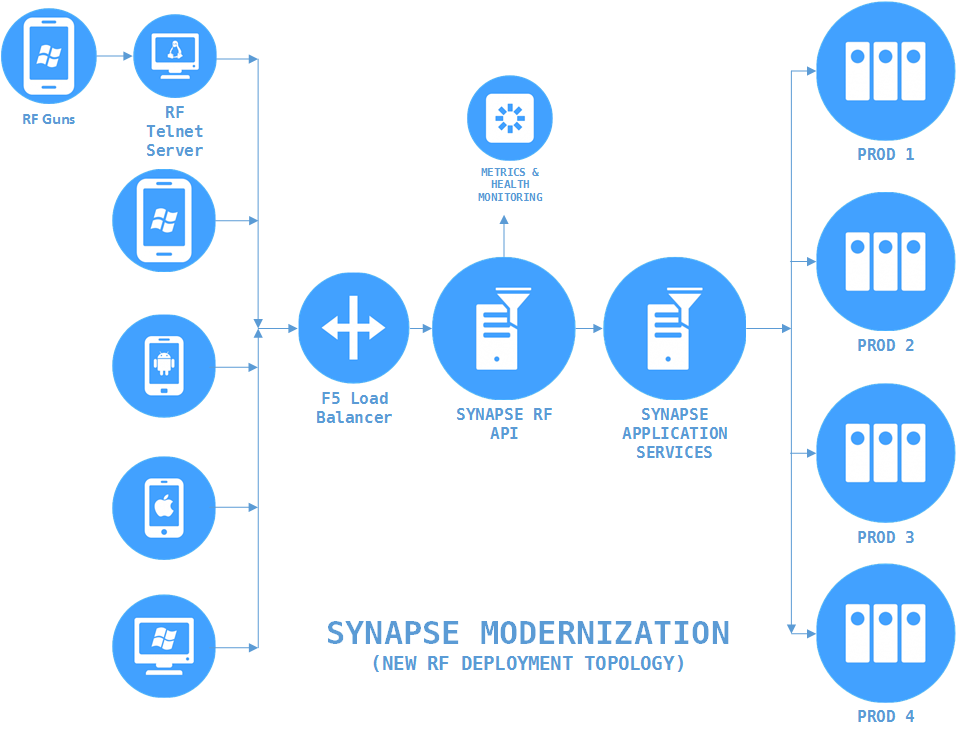 RF Guns
RF
Telnet
Server
METRICS &
HEALTH
MONITORING
F5 Load
Balancer
SYNAPSE RF
API
SYNAPSE
APPLICATION
SERVICES
PROD 1
PROD 2
PROD 3
PROD 4
SYNAPSE MODERNIZATION
(NEW RF DEPLOYMENT TOPOLOGY)